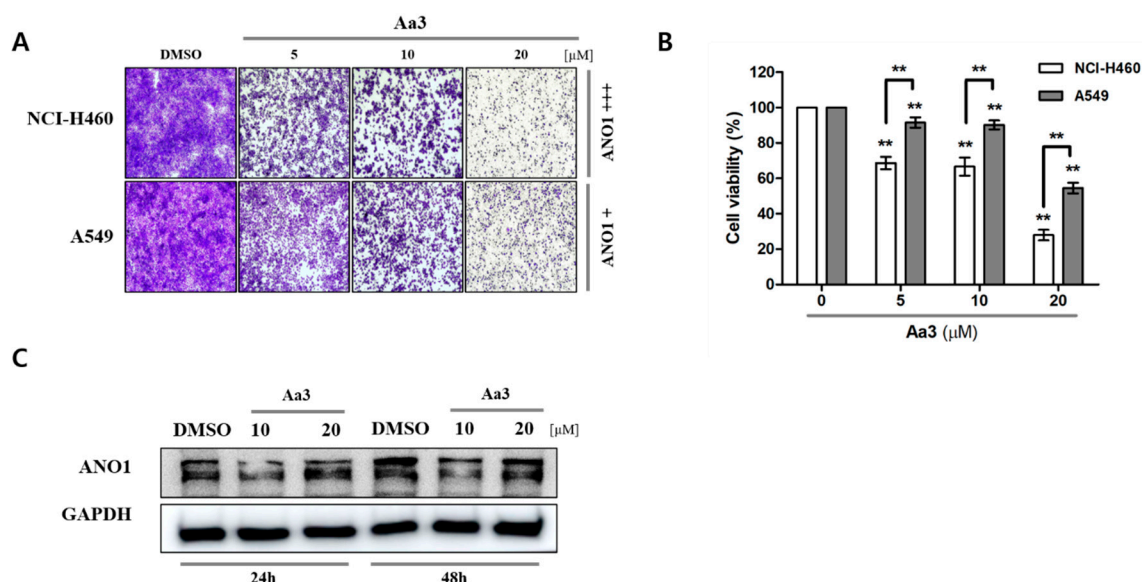 A
Aa3
DMSO 5 10 20 [μM]
NCI-H460
ANO1 +++
A549
ANO1 +
B
NCI-H460
A549
Cell viability (%)
120
100
80
60
40
20
0
** ** **
** ** **
** ** **
0 5 10 20
Aa3 (μM)
C
Aa3 Aa3
DMSO 10 20 DMSO 10 20 [μM]
ANO1
GAPDH
24h 48h